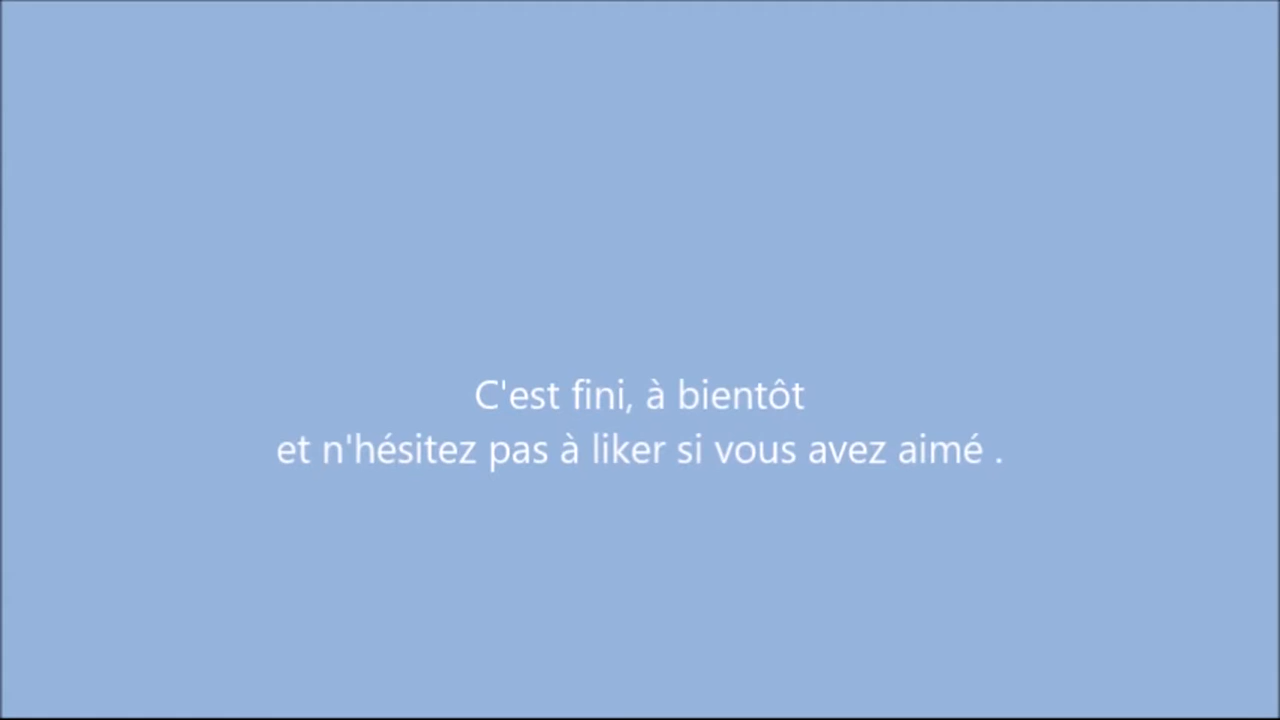 C'est fini, à bientôt
et n'hésitez pas à liker si vous avez aimé .